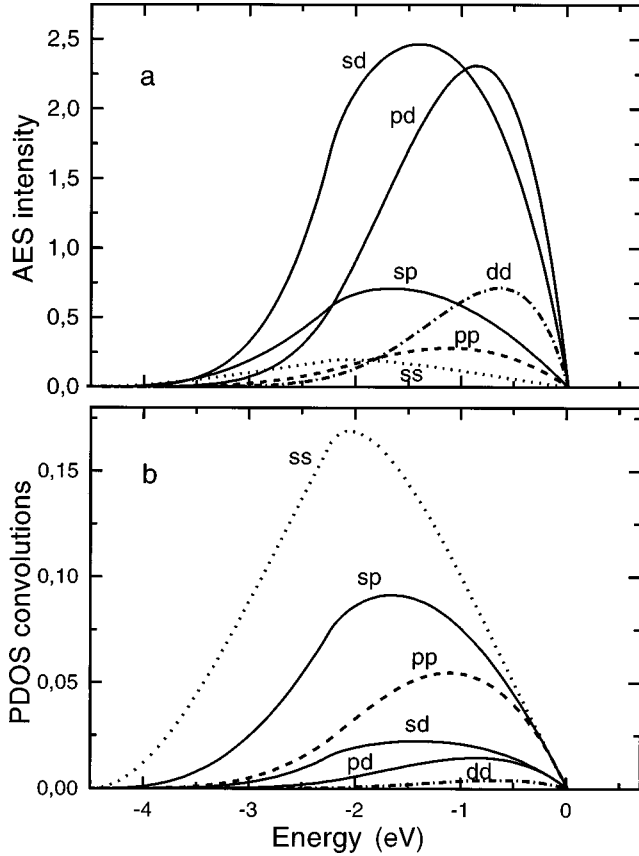 2,5
2,0
1,5
1,0
0,5
0,0
AES intensity
a
sd
pd
sp
dd
pp
ss
0,15
0,10
0,05
0,00
PDOS convolutions
b
ss
sp
pp
sd
pd
dd
-4 -3 -2 -1 0
Energy (eV)